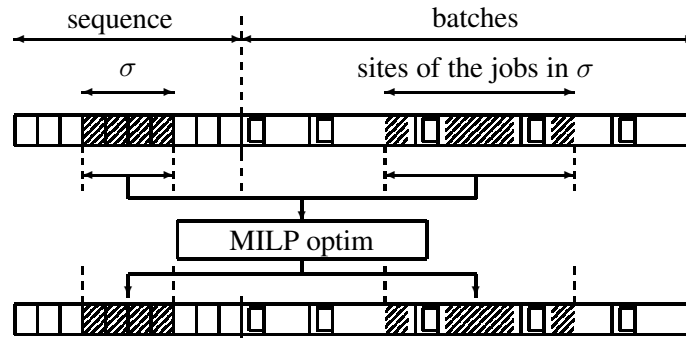 sequence batches
σ sites of the jobs in σ
MILP optim